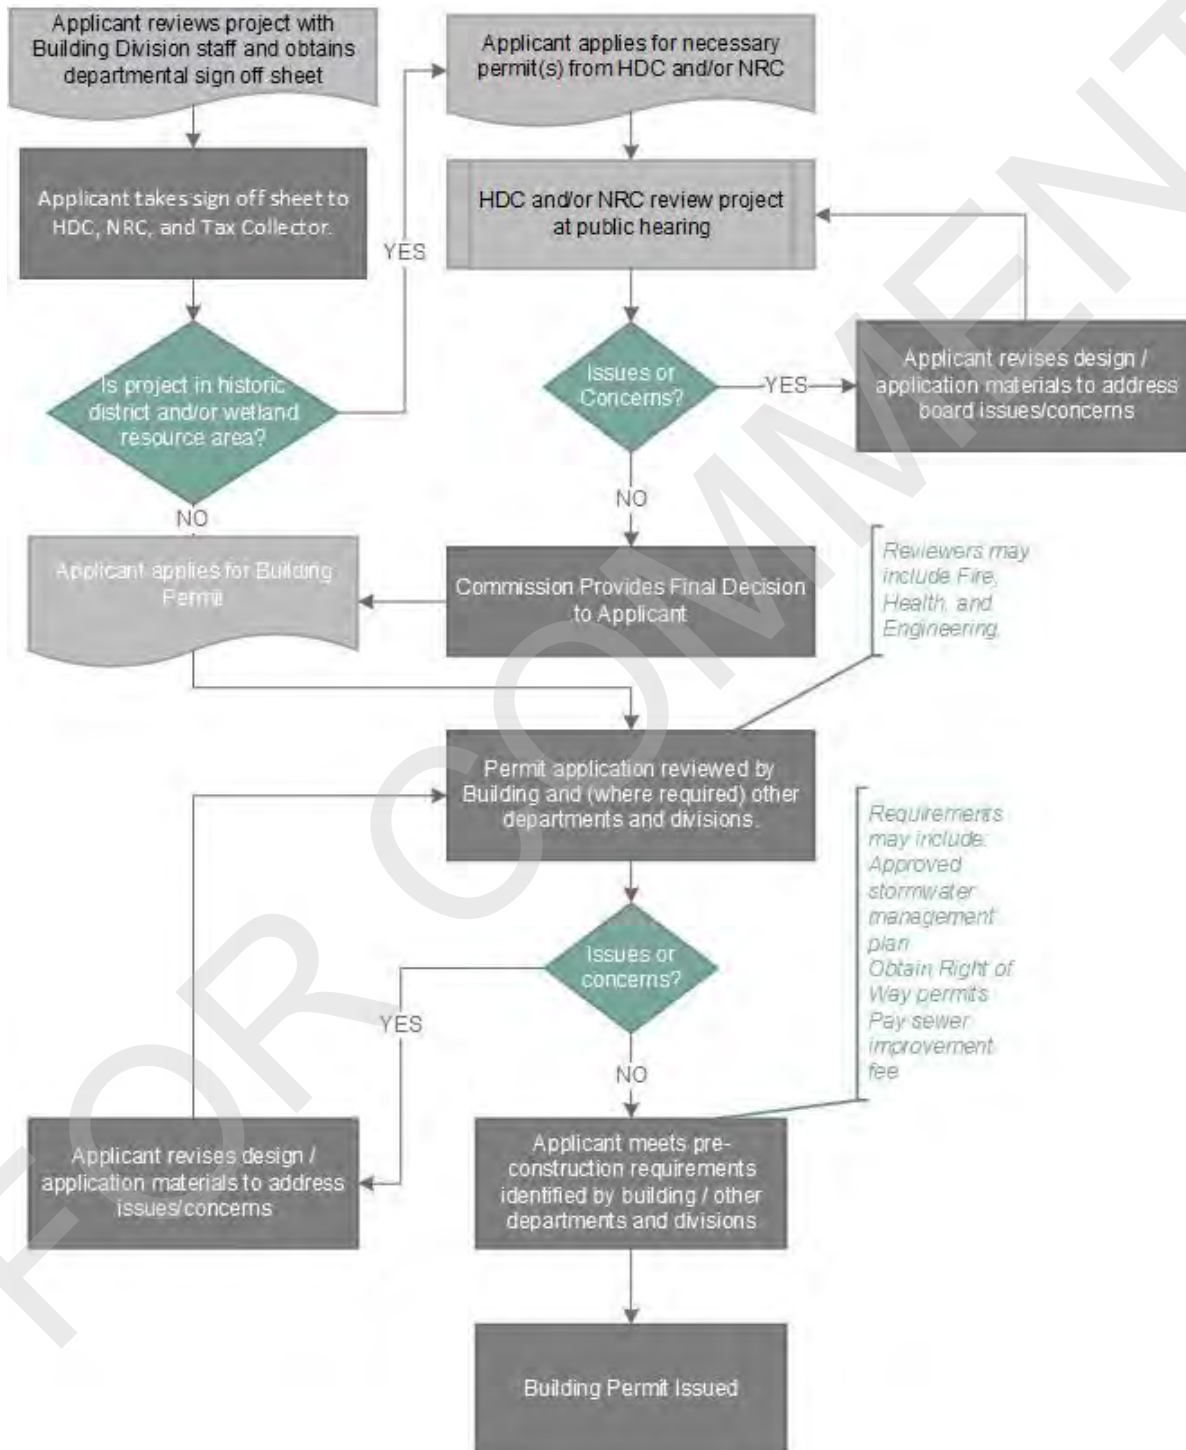 Applicant reviews project with
Building Division staff and obtains
departmental sign off sheet
Applicant takes sign off sheet to
HDC, NRC, and Tax Collector.
Is project in historic
district and/or wetland
resource area?
YES
NO
Applicant applies for necessary
permit(s) from HDC and/or NRC
HDC and/or NRC review project
at public hearing
Issues or
Concerns?
YES
NO
Applicant revises design /
application materials to address
board issues/concerns
Commission Provides Final Decision
to Applicant
Applicant applies for Building
Permit
Reviewers may
include Fire,
Health, and
Engineering.
Permit application reviewed by
Building and (where required) other
departments and divisions.
Issues or
concerns?
YES
NO
Applicant revises design /
application materials to address
issues/concerns
Requirements
may include:
Approved
stormwater
management
plan
Obtain Right of
Way permits
Pay sewer
improvement
fee
Applicant meets pre-
construction requirements
identified by building / other
departments and divisions
Building Permit Issued
FOR COMMENT